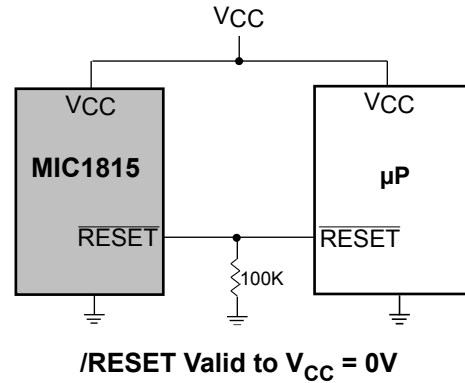 VCC
VCC
VCC
MIC1815
µP
RESET
RESET
100K
/RESET Valid to VCC = 0V